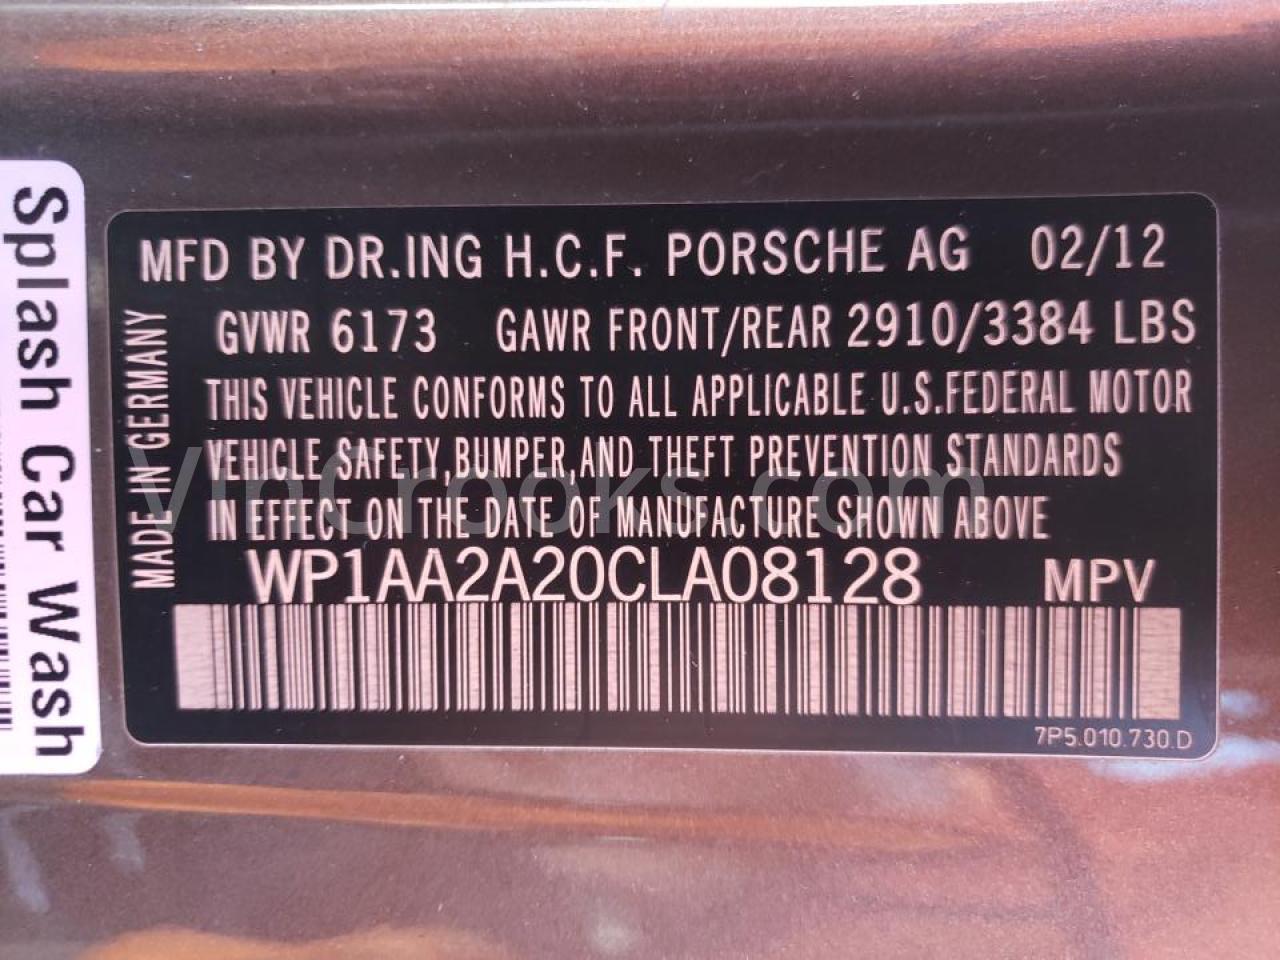 MFD BY DR.ING H.C.F. PORSCHE AG 02/12
GVWR 6173 GAWR FRONT/REAR 2910/3384 LBS
THIS VEHICLE CONFORMS TO ALL APPLICABLE U.S.FEDERAL MOTOR
VEHICLE SAFETY,BUMPER,AND THEFT PREVENTION STANDARDS
IN EFFECT ON THE DATE OF MANUFACTURE SHOWN ABOVE
WP1AA2A20CLA08128 MPV
7P5.010.730.D
MADE IN GERMANY
Splash Car Wash
VinCrooks.com